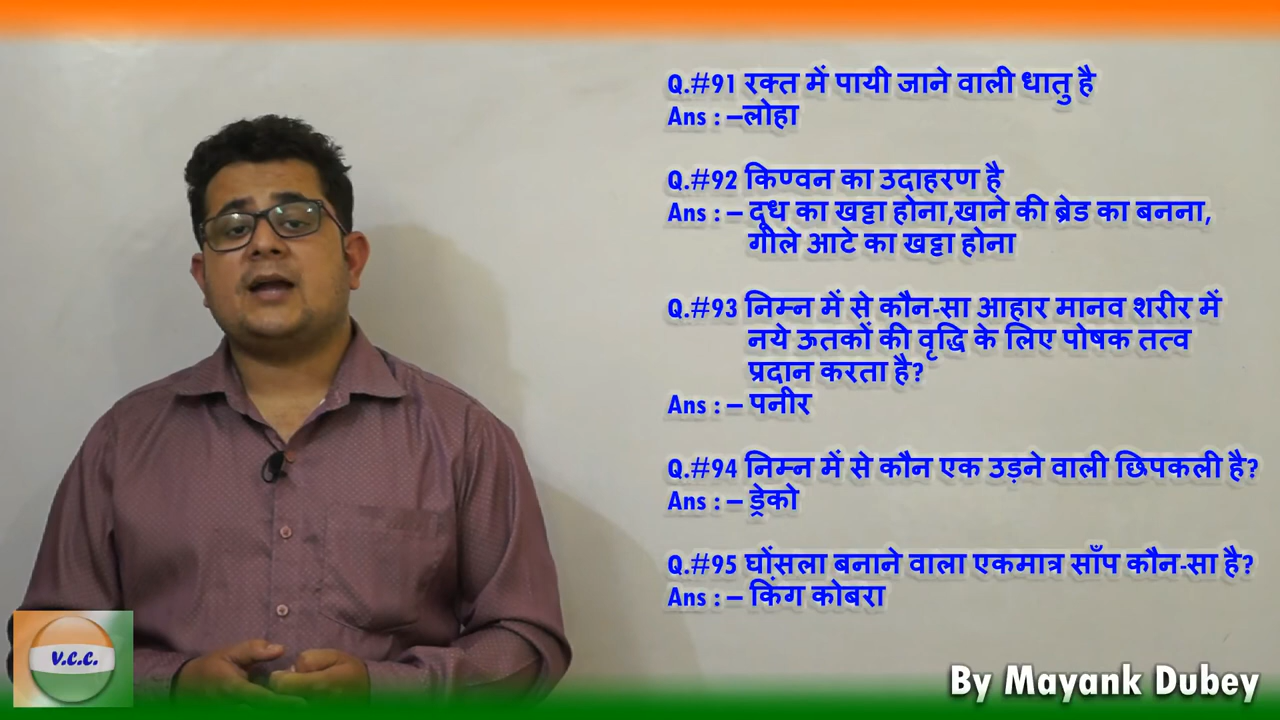 Q.#91 रक्त में पायी जाने वाली धातु है
Ans : –लोहा
Q.#92 किण्वन का उदाहरण है
Ans : – दूध का खट्टा होना,खाने की ब्रेड का बनना,
गीले आटे का खट्टा होना
Q.#93 निम्न में से कौन-सा आहार मानव शरीर में
नये ऊतकों की वृद्धि के लिए पोषक तत्व
प्रदान करता है?
Ans : – पनीर
Q.#94 निम्न में से कौन एक उड़ने वाली छिपकली है?
Ans : – ड्रेको
Q.#95 घोंसला बनाने वाला एकमात्र साँप कौन-सा है?
Ans : – किंग कोबरा
V.C.C.
By Mayank Dubey